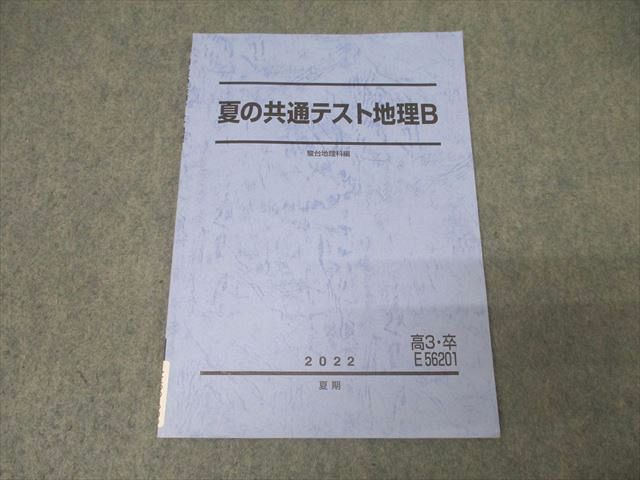 夏の共通テスト地理B
駿台地理科編
高3・卒
E56201
2022
夏期